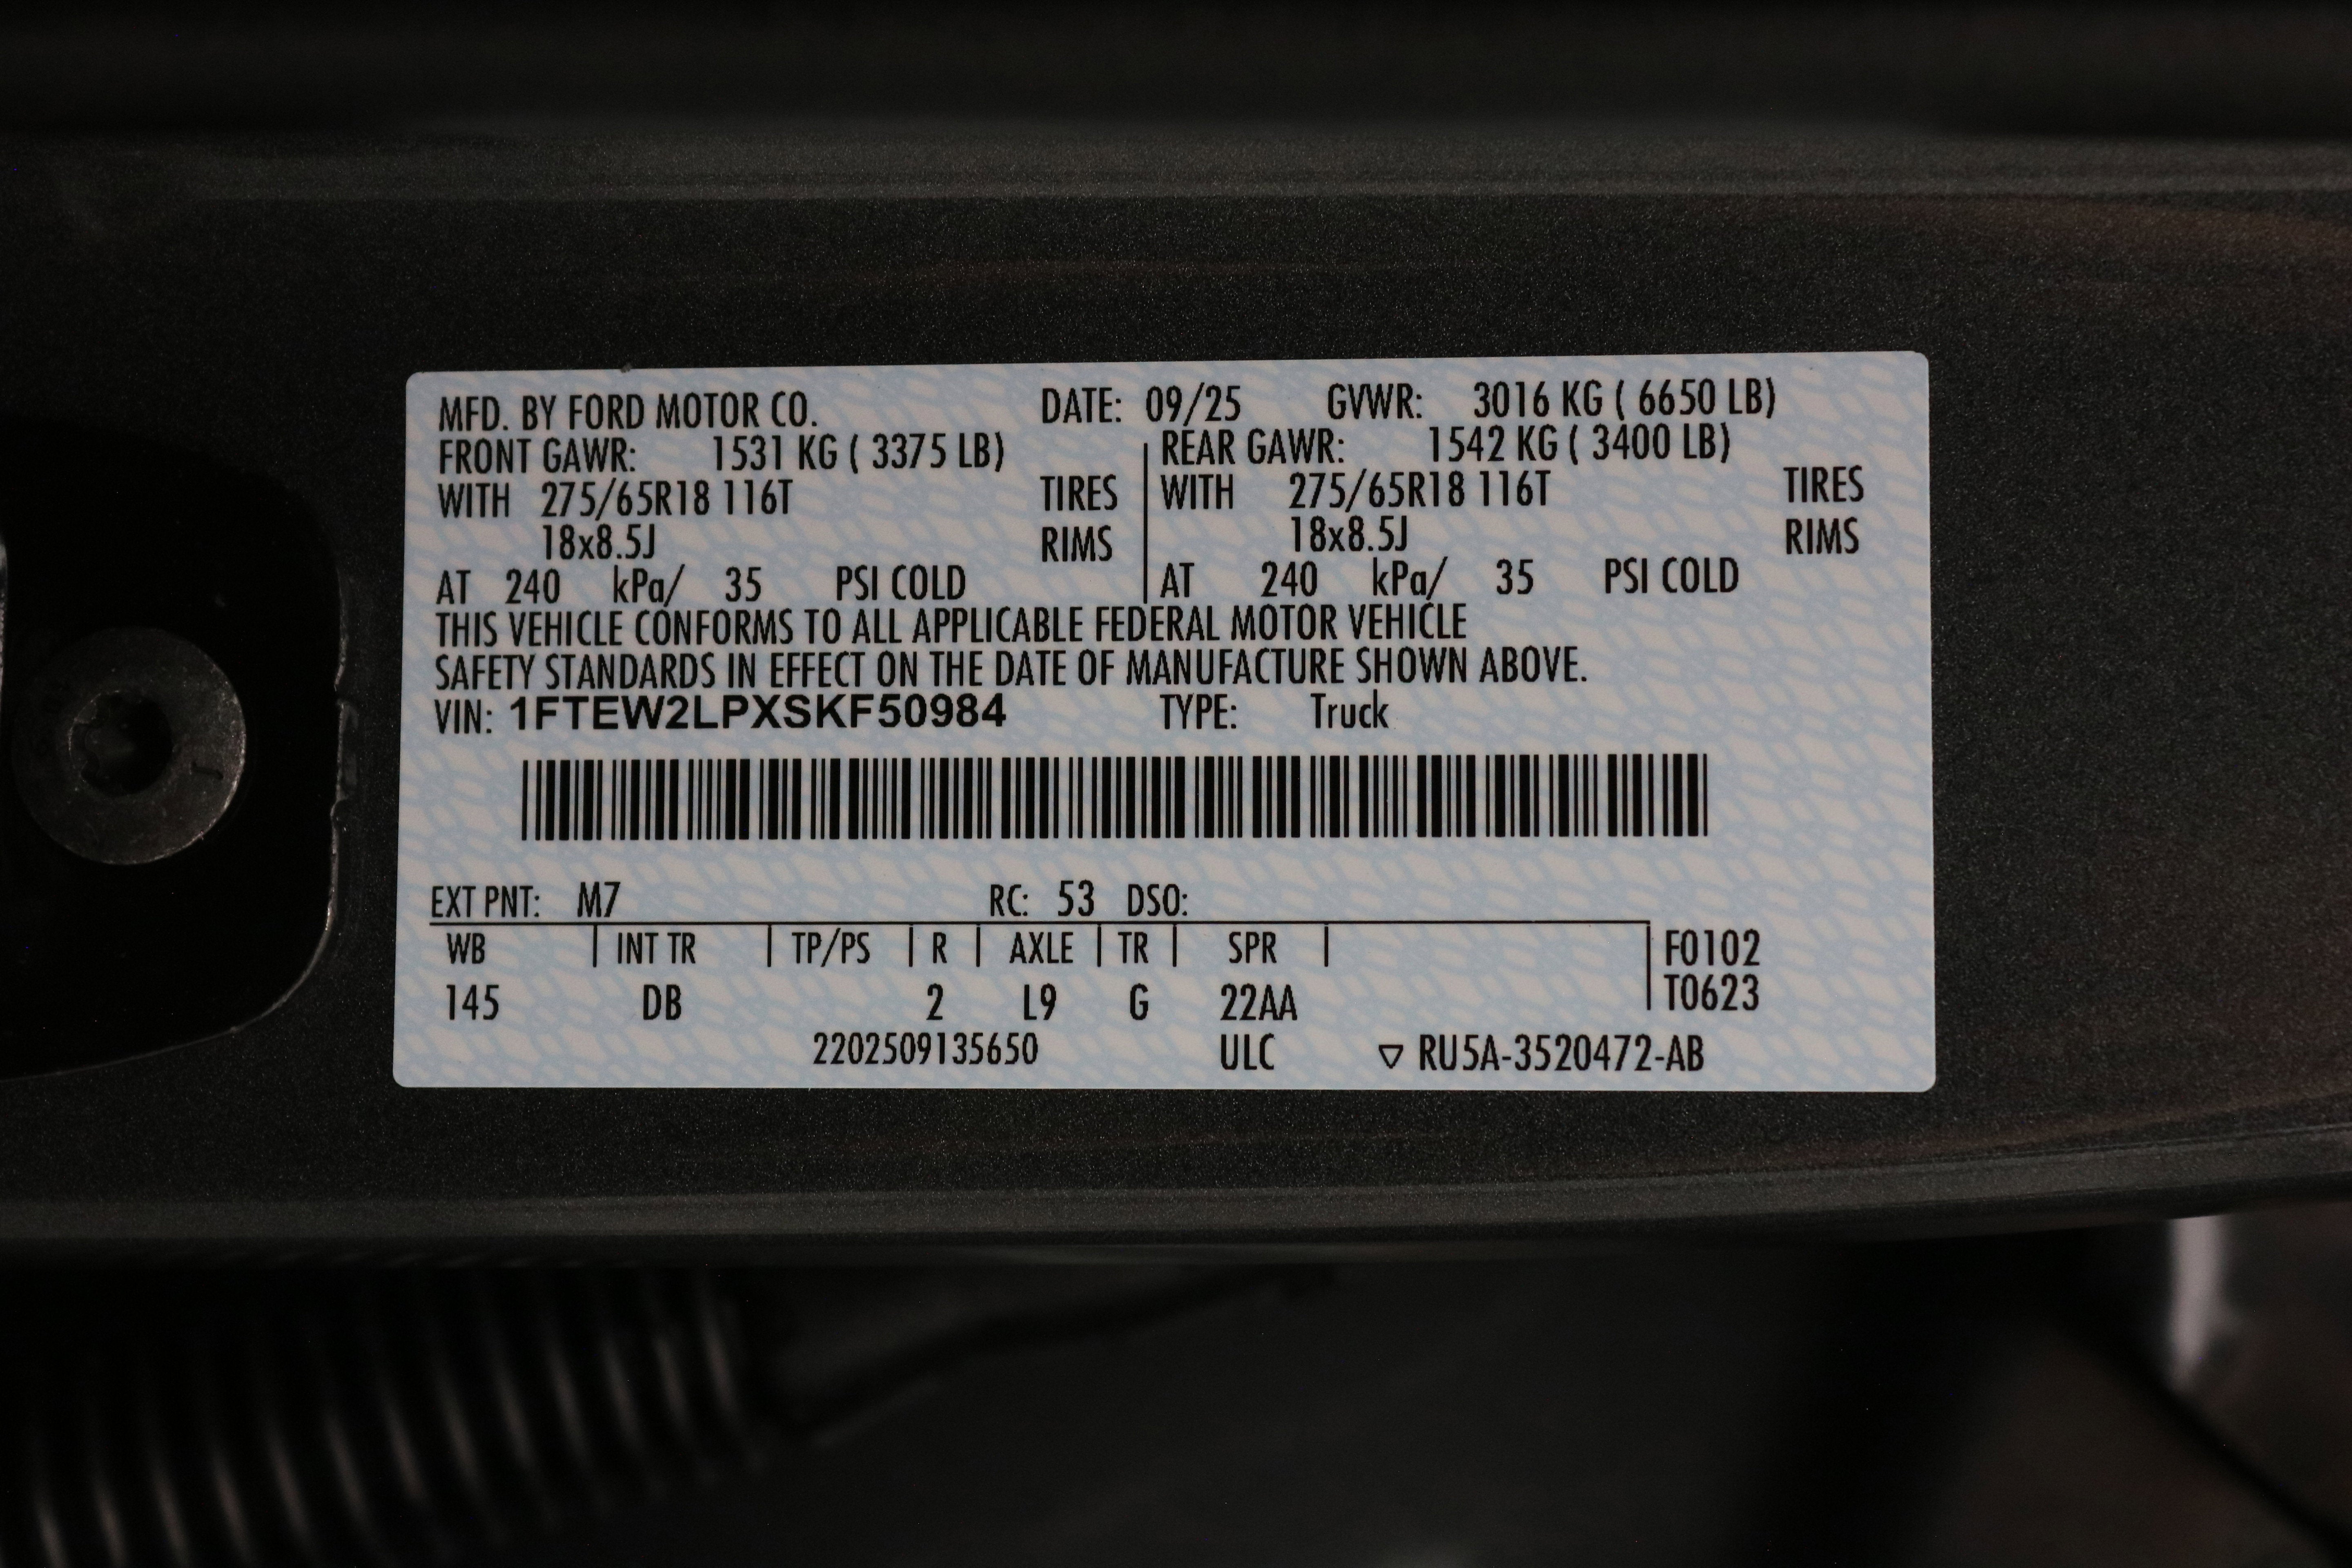 MFD. BY FORD MOTOR CO. DATE: 09/25 GVWR: 3016 KG ( 6650 LB)
FRONT GAWR: 1531 KG ( 3375 LB) REAR GAWR: 1542 KG ( 3400 LB)
WITH 275/65R18 116T TIRES WITH 275/65R18 116T TIRES
18x8.5J RIMS 18x8.5J RIMS
AT 240 kPa/ 35 PSI COLD AT 240 kPa/ 35 PSI COLD
THIS VEHICLE CONFORMS TO ALL APPLICABLE FEDERAL MOTOR VEHICLE
SAFETY STANDARDS IN EFFECT ON THE DATE OF MANUFACTURE SHOWN ABOVE.
VIN: 1FTEW2LPXSKF50984 TYPE: Truck
EXT PNT: M7 RC: 53 DSO:
WB INT TR TP/PS R AXLE TR SPR F0102
145 DB 2 L9 G 22AA T0623
2202509135650 ULC ▽ RU5A-3520472-AB